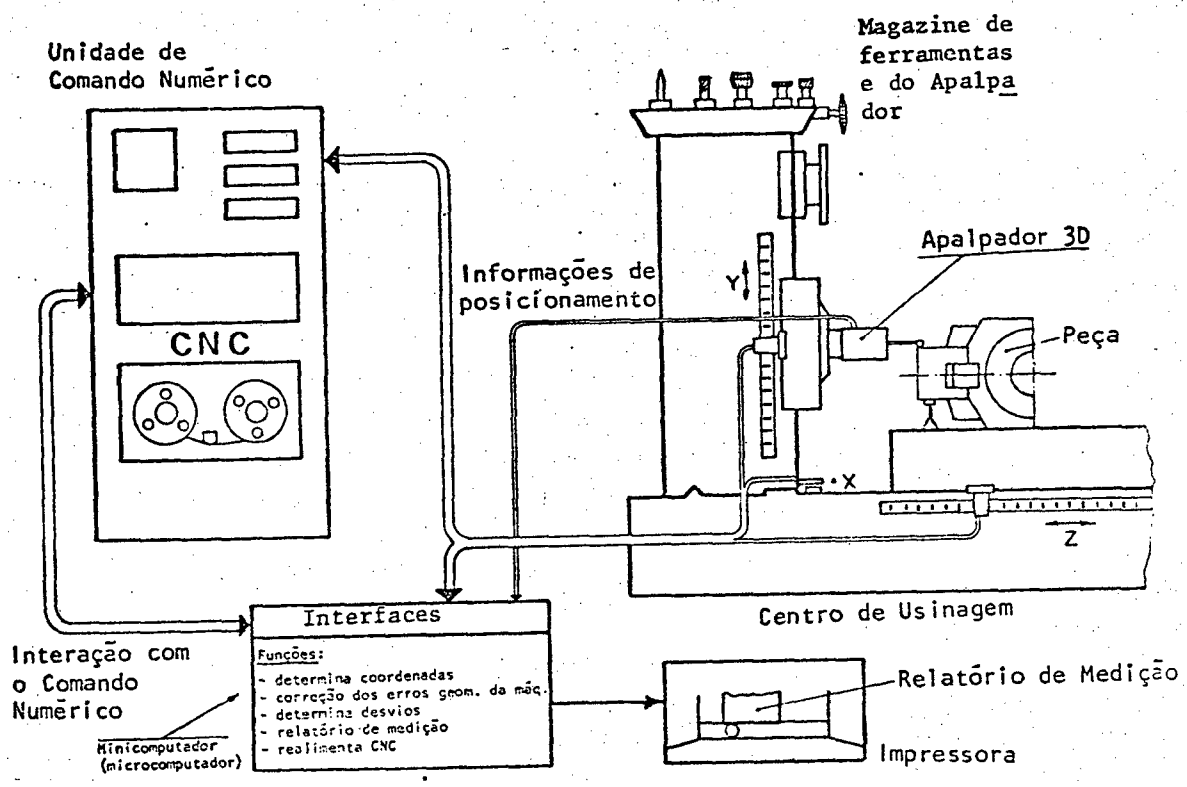 Unidade de
Comando Numérico
Magazine de
ferramentas
e do Apalpa
dor
Apalpador 3D
Informações de
posicionamento
Y
Peça
CNC
X
Z
Centro de Usinagem
Interfaces
Funções:
- determina coordenadas
- correção dos erros geom. da máq.
- determina desvios
- relatório de medição
- realimenta CNC
Interação com
o Comando
Numérico
Minicomputador
(microcomputador)
Relatório de Medição
Impressora